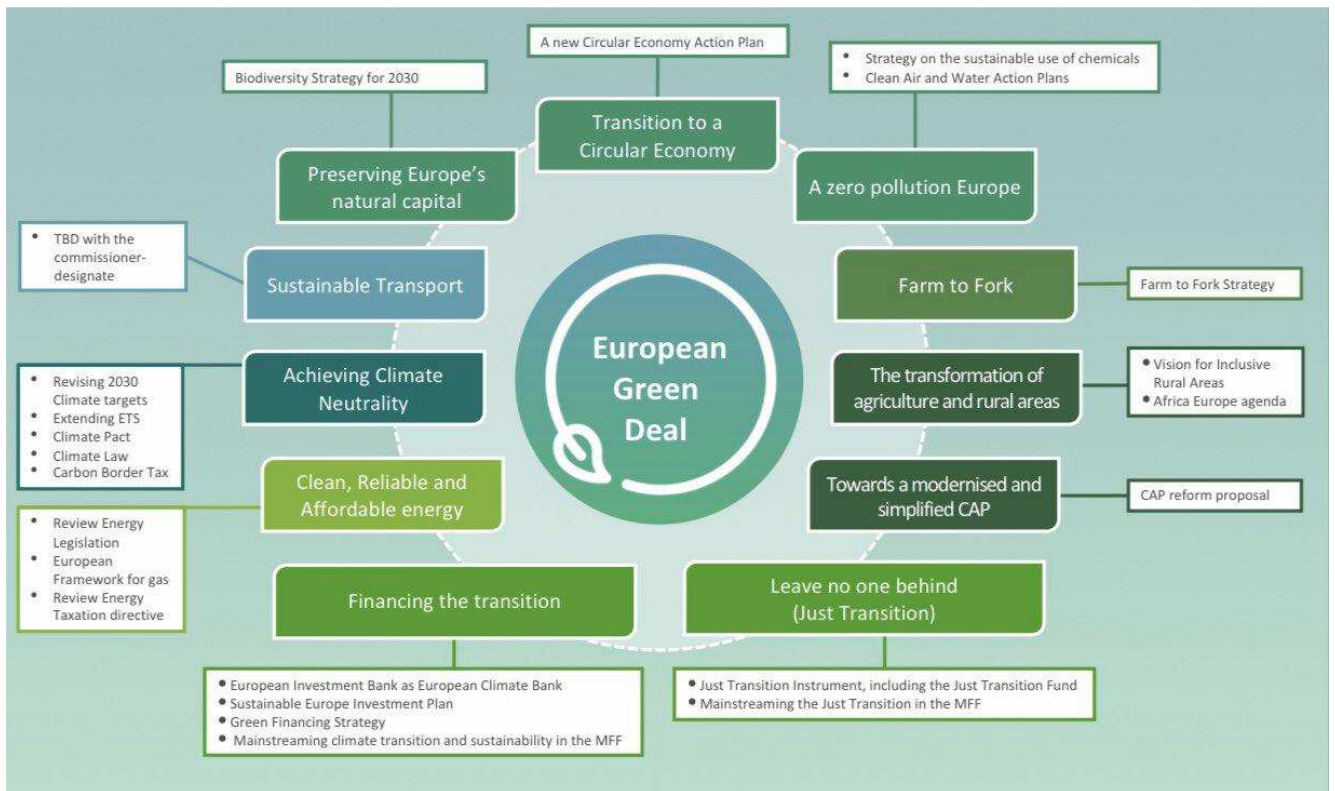 A new Circular Economy Action Plan
Biodiversity Strategy for 2030
• Strategy on the sustainable use of chemicals
• Clean Air and Water Action Plans
Transition to a
Circular Economy
Preserving Europe's
natural capital
A zero pollution Europe
• TBD with the
commissioner-
designate
Sustainable Transport
Farm to Fork
Farm to Fork Strategy
European
Green
Deal
• Revising 2030
Climate targets
• Extending ETS
• Climate Pact
• Climate Law
• Carbon Border Tax
Achieving Climate
Neutrality
The transformation of
agriculture and rural areas
• Vision for Inclusive
Rural Areas
• Africa Europe agenda
Clean, Reliable and
Affordable energy
Towards a modernised and
simplified CAP
CAP reform proposal
• Review Energy
Legislation
• European
Framework for gas
• Review Energy
Taxation directive
Financing the transition
Leave no one behind
(Just Transition)
• European Investment Bank as European Climate Bank
• Sustainable Europe Investment Plan
• Green Financing Strategy
• Mainstreaming climate transition and sustainability in the MFF
• Just Transition Instrument, including the Just Transition Fund
• Mainstreaming the Just Transition in the MFF